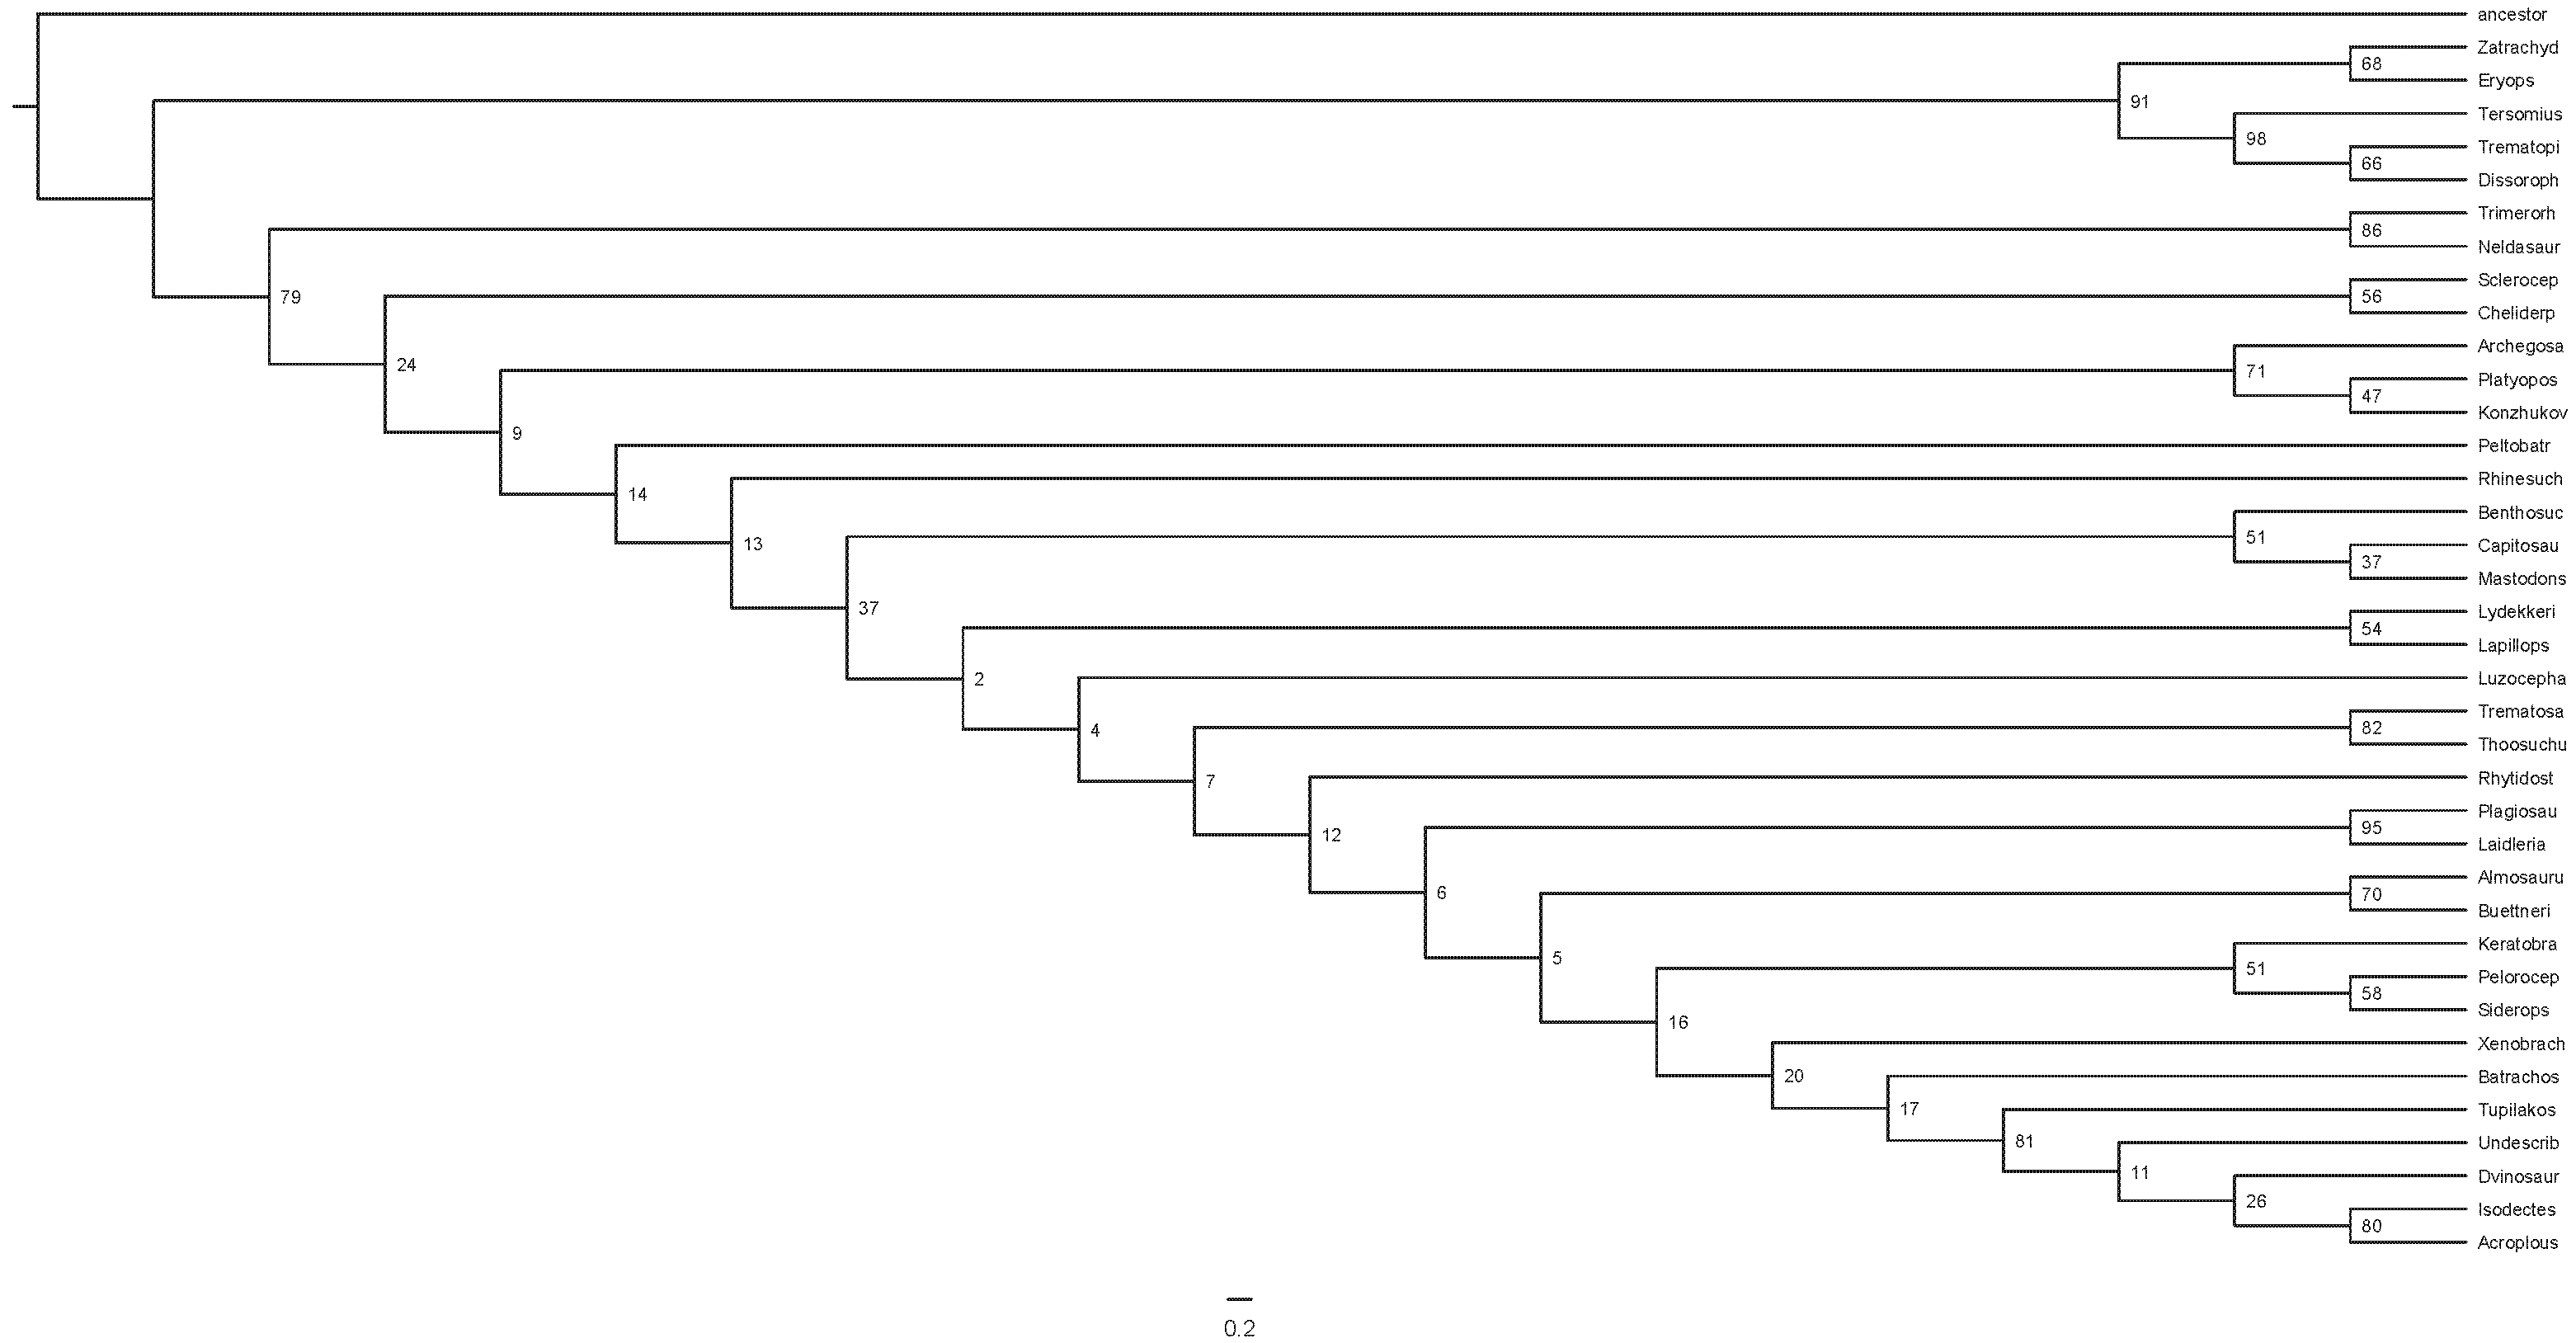 ancestor
Zatrachyd
68
Eryops
91
Tersomius
98
Trematopi
66
Dissoroph
Trimerorh
86
Neldasaur
79
Sclerocep
56
Cheliderp
24
Archegosa
71
Platyopos
47
Konzhukov
9
Peltobatr
14
Rhinesuch
13
Benthosuc
51
Capitosau
37
Mastodons
37
Lydekkeri
54
Lapillops
2
Luzocepha
4
Trematosa
82
Thoosuchu
7
Rhytidost
12
Plagiosau
95
Laidleria
6
Almosauru
70
Buettneri
5
Keratobra
51
Pelorocep
58
Siderops
16
Xenobrach
20
Batrachos
17
Tupilakos
81
Undescrib
11
Dvinosaur
26
Isodectes
80
Acroplous
0.2